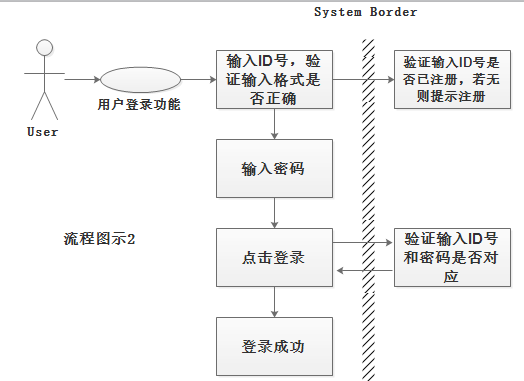 System Border
输入ID号，验
证输入格式是
否正确
验证输入ID号是
否已注册，若无
则提示注册
用户登录功能
User
输入密码
流程图示2
点击登录
验证输入ID号
和密码是否对
应
登录成功